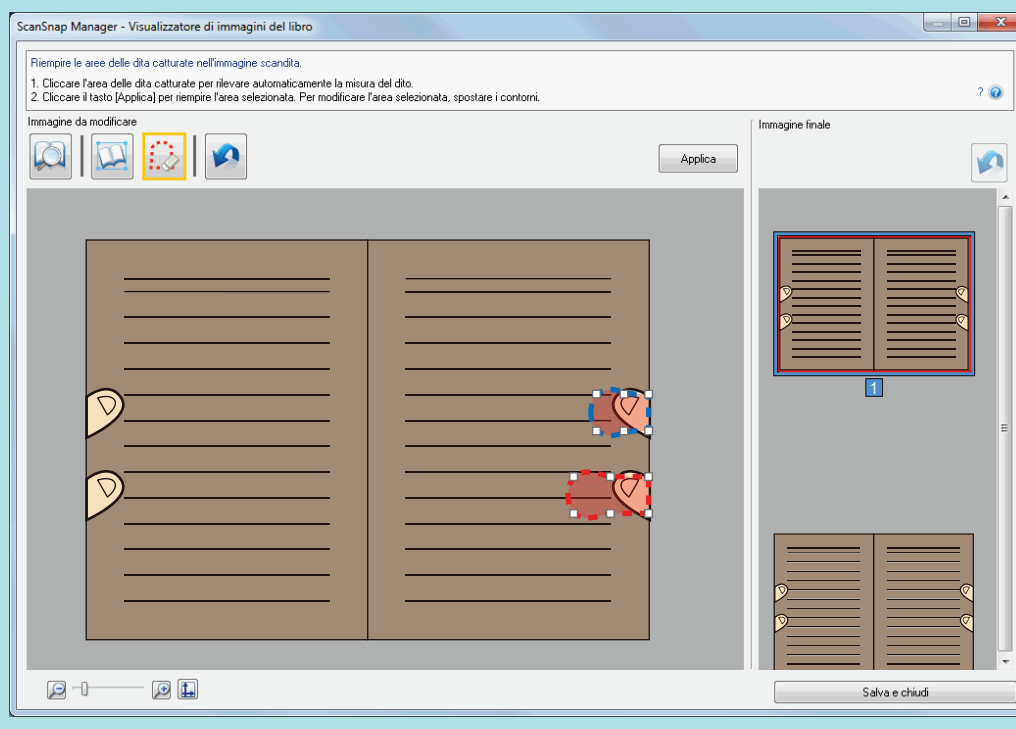 ScanSnap Manager - Visualizzatore di immagini del libro
Riempire le aree delle dita catturate nell'immagine scandita.
1. Cliccare l'area delle dita catturate per rilevare automaticamente la misura del dito.
2. Cliccare il tasto [Applica] per riempire l'area selezionata. Per modificare l'area selezionata, spostare i contorni.
? ?
Immagine da modificare
Immagine finale
Applica
1
Salva e chiudi